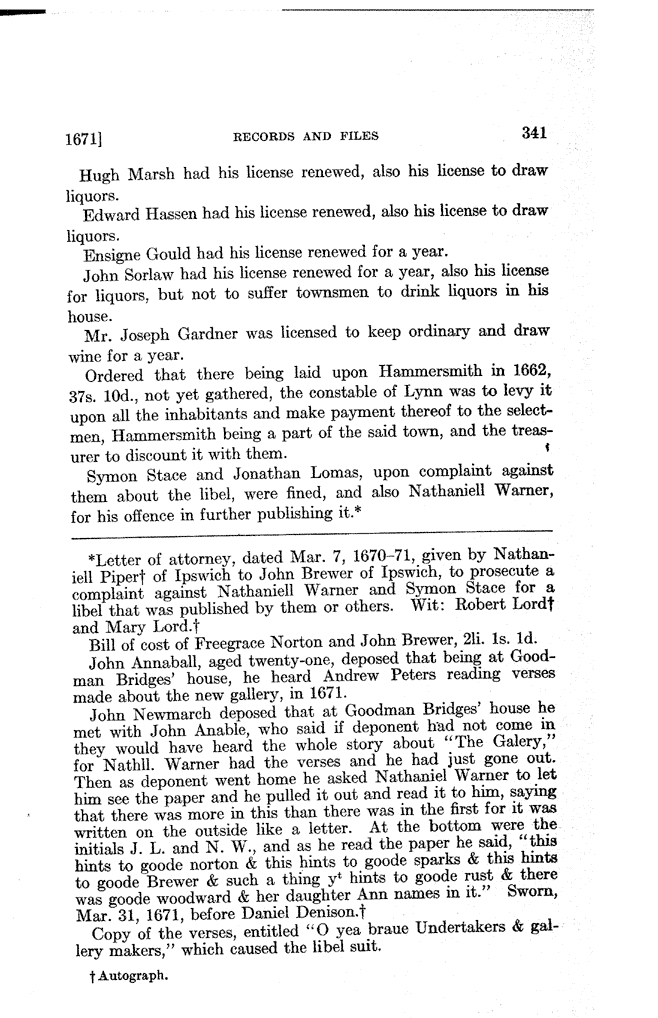 1671] RECORDS AND FILES 341
Hugh Marsh had his license renewed, also his license to draw
liquors.
Edward Hassen had his license renewed, also his license to draw
liquors.
Ensigne Gould had his license renewed for a year.
John Sorlaw had his license renewed for a year, also his license
for liquors, but not to suffer townsmen to drink liquors in his
house.
Mr. Joseph Gardner was licensed to keep ordinary and draw
wine for a year.
Ordered that there being laid upon Hammersmith in 1662,
37s. 10d., not yet gathered, the constable of Lynn was to levy it
upon all the inhabitants and make payment thereof to the select-
men, Hammersmith being a part of the said town, and the treas-
urer to discount it with them.
Symon Stace and Jonathan Lomas, upon complaint against
them about the libel, were fined, and also Nathaniell Warner,
for his offence in further publishing it.*
*Letter of attorney, dated Mar. 7, 1670-71, given by Nathan-
iell Piper† of Ipswich to John Brewer of Ipswich, to prosecute a
complaint against Nathaniell Warner and Symon Stace for a
libel that was published by them or others. Wit: Robert Lord†
and Mary Lord.†
Bill of cost of Freegrace Norton and John Brewer, 2li. 1s. 1d.
John Annaball, aged twenty-one, deposed that being at Good-
man Bridges' house, he heard Andrew Peters reading verses
made about the new gallery, in 1671.
John Newmarch deposed that at Goodman Bridges' house he
met with John Anable, who said if deponent had not come in
they would have heard the whole story about "The Galery,"
for Nathll. Warner had the verses and he had just gone out.
Then as deponent went home he asked Nathaniel Warner to let
him see the paper and he pulled it out and read it to him, saying
that there was more in this than there was in the first for it was
written on the outside like a letter. At the bottom were the
initials J. L. and N. W., and as he read the paper he said, "this
hints to goode norton & this hints to goode sparks & this hints
to goode Brewer & such a thing yᵗ hints to goode rust & there
was goode woodward & her daughter Ann names in it." Sworn,
Mar. 31, 1671, before Daniel Denison.†
Copy of the verses, entitled "O yea braue Undertakers & gal-
lery makers," which caused the libel suit.
† Autograph.